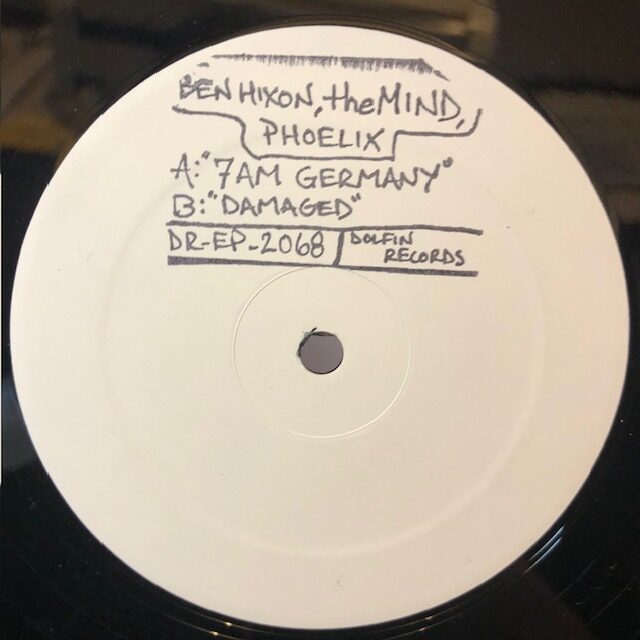 BEN HIXON, theMIND,
PHOELIX
A: "7AM GERMANY"
B: "DAMAGED"
DR-EP-2068 DOLFIN
RECORDS